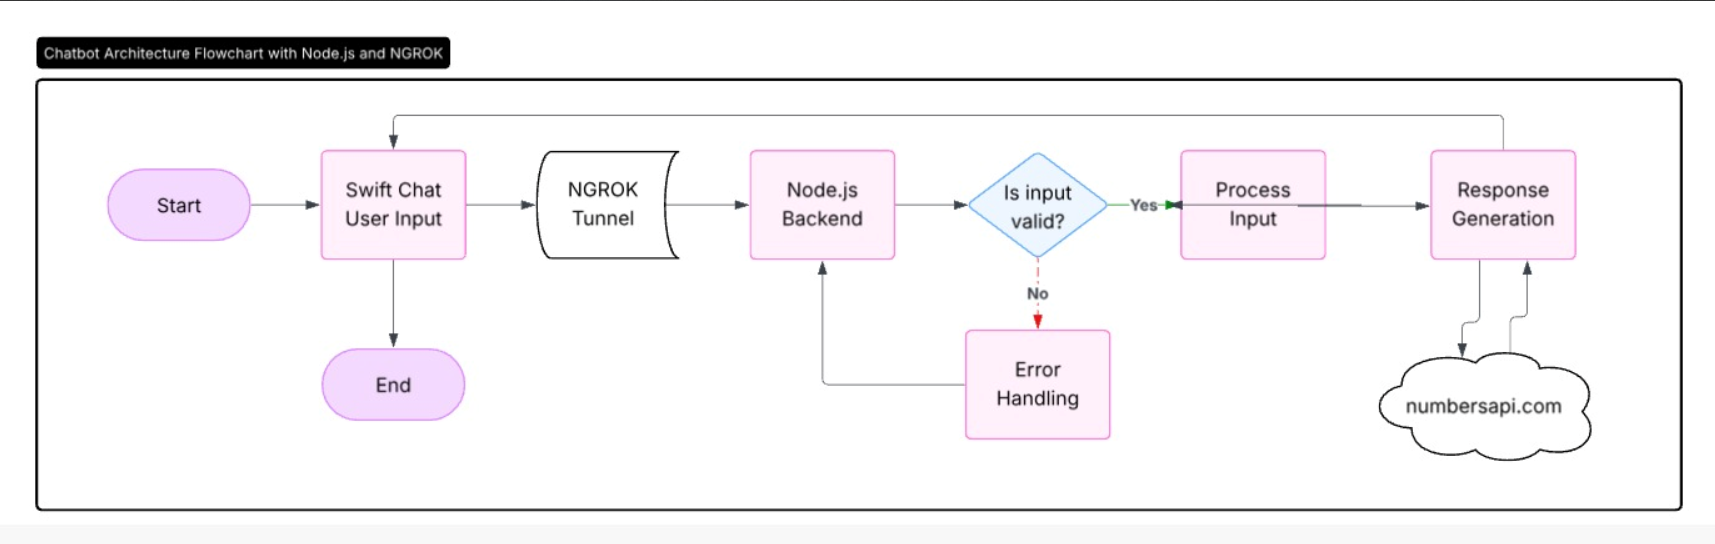 Chatbot Architecture Flowchart with Node.js and NGROK
Start
Swift Chat
User Input
NGROK
Tunnel
Node.js
Backend
Is input
valid?
Yes
Process
Input
Response
Generation
No
Error
Handling
End
numbersapi.com